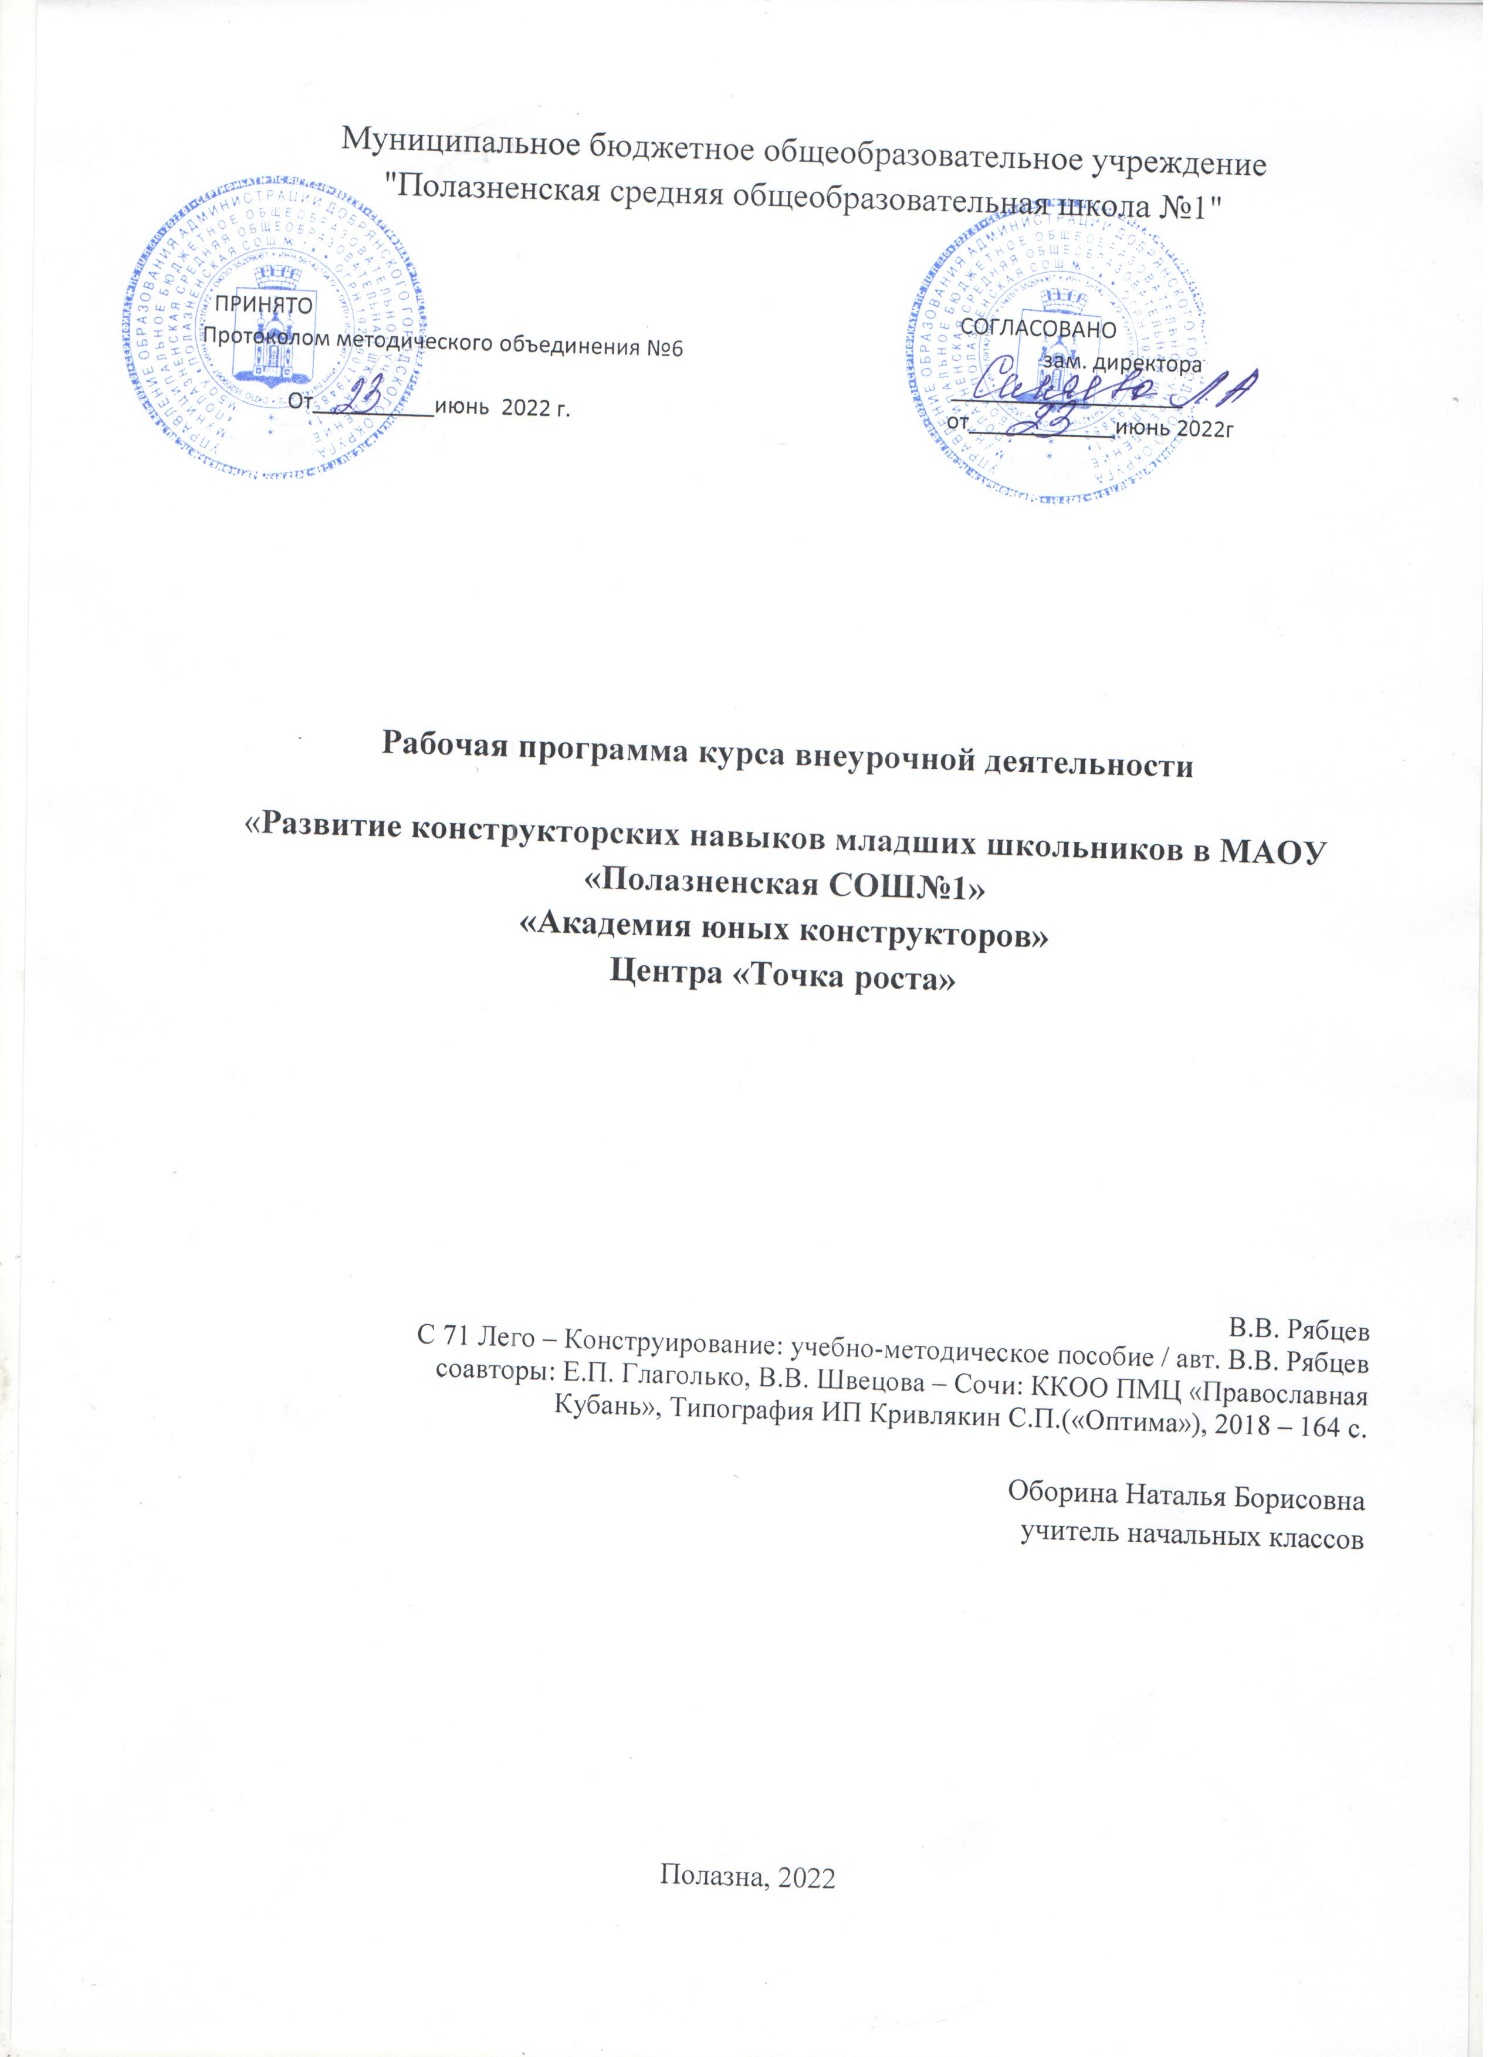 Муниципальное бюджетное общеобразовательное учреждение
"Полазненская средняя общеобразовательная школа №1"
ПРИНЯТО
Протоколом методического объединения №6
От 23 июнь 2022 г.
СОГЛАСОВАНО
зам. директора
Л А
от 23 июнь 2022г
Рабочая программа курса внеурочной деятельности
«Развитие конструкторских навыков младших школьников в МАОУ
«Полазненская СОШ№1»
«Академия юных конструкторов»
Центра «Точка роста»
В.В. Рябцев
С 71 Лего – Конструирование: учебно-методическое пособие / авт. В.В. Рябцев
соавторы: Е.П. Глаголько, В.В. Швецова – Сочи: ККОО ПМЦ «Православная
Кубань», Типография ИП Кривлякин С.П.(«Оптима»), 2018 – 164 с.
Оборина Наталья Борисовна
учитель начальных классов
Полазна, 2022